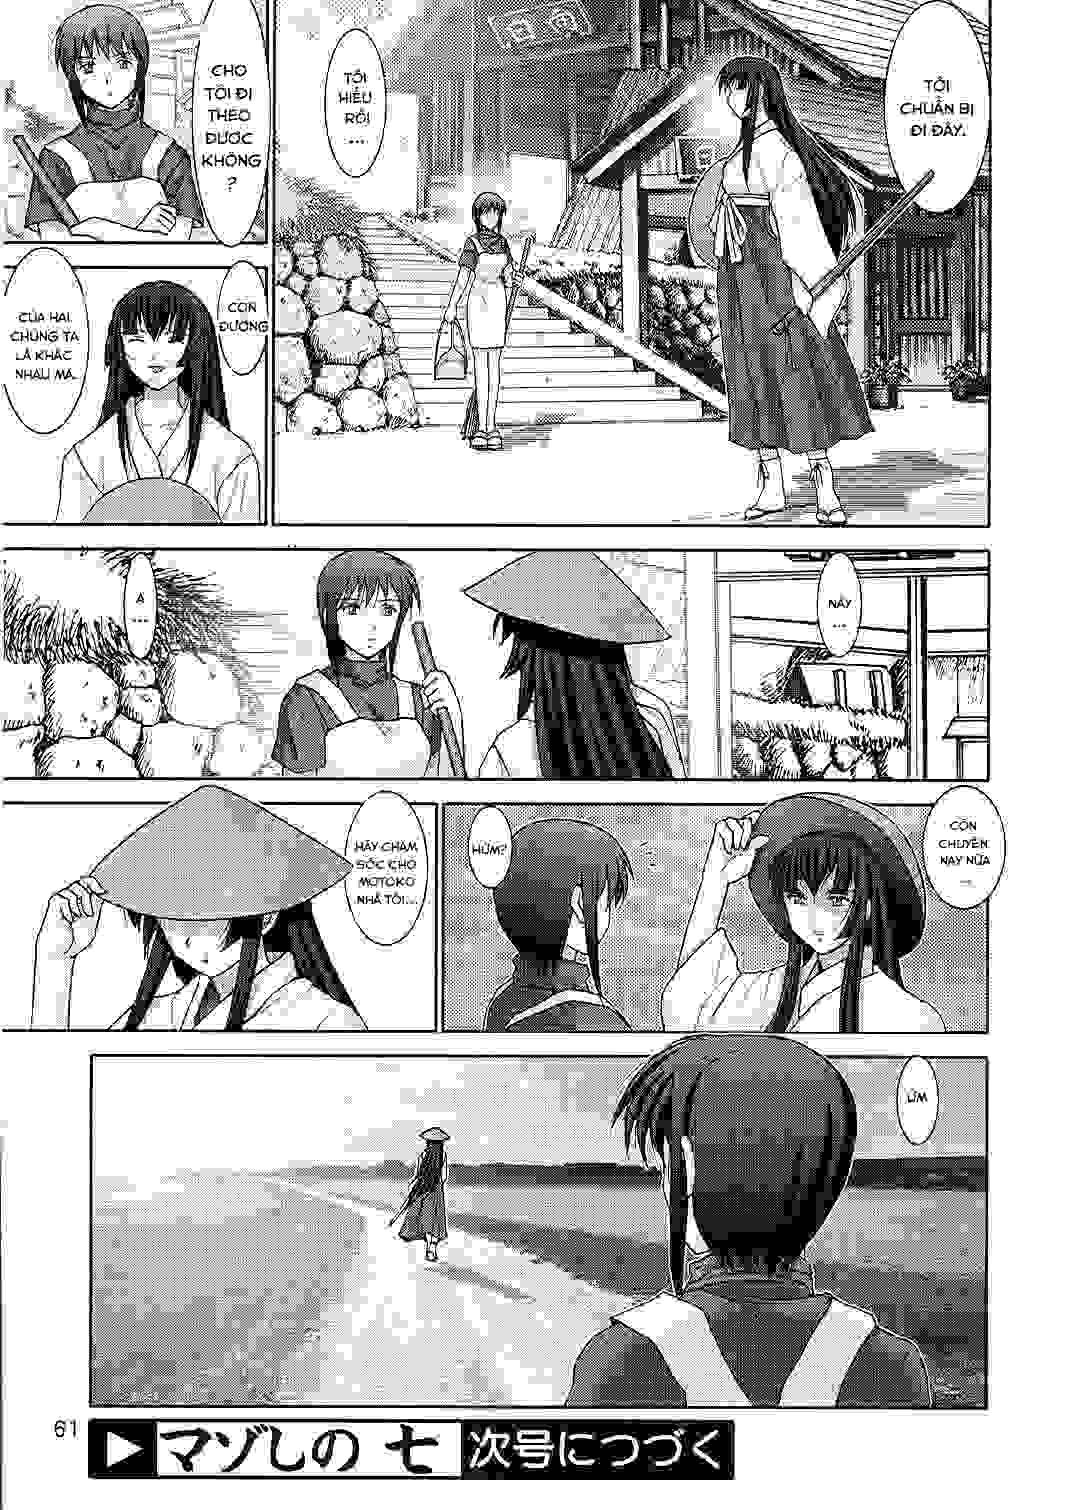 TÔI
CHUẨN BỊ
ĐI ĐÂY.
TÔI
HIỂU
RỒI
....
CHO
TÔI ĐI
THEO
ĐƯỢC
KHÔNG
?
CON
ĐƯỜNG
CỦA HAI
CHÚNG TA
LÀ KHÁC
NHAU MÀ.
NÀY
....
À
....
CÒN
CHUYỆN
NÀY NỮA
...
HỬM?
HÃY CHĂM
SÓC CHO
MOTOKO
NHÀ TÔI...
ỪM
61
マゾしの 七 次号につづく